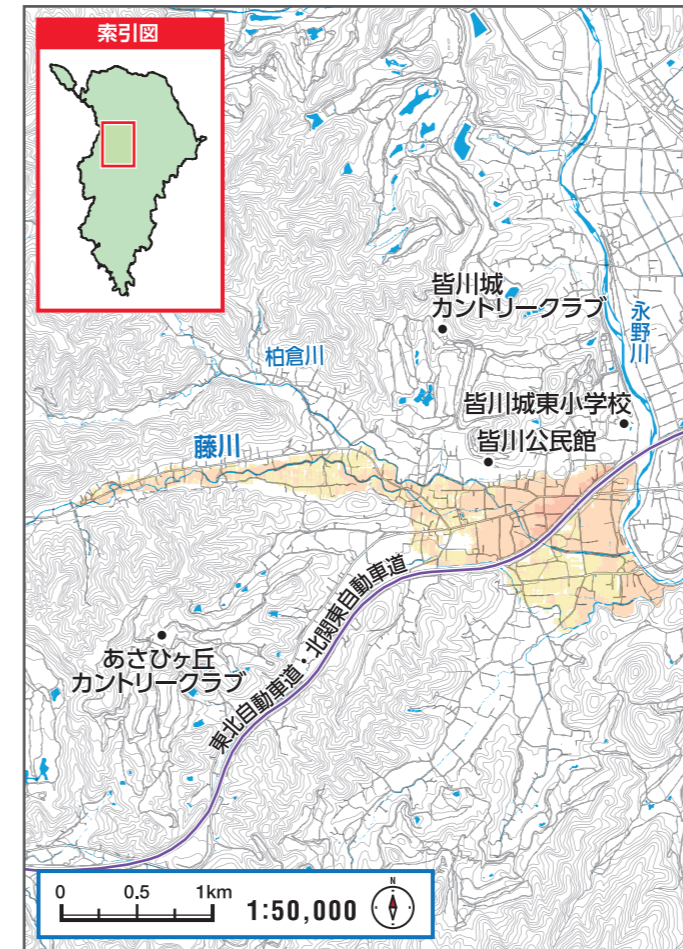 索引図
皆川城
カントリークラブ
永野川
柏倉川
皆川城東小学校
藤川
皆川公民館
東北自動車道・北関東自動車道
あさひヶ丘
カントリークラブ
0 0.5 1km 1:50,000 N